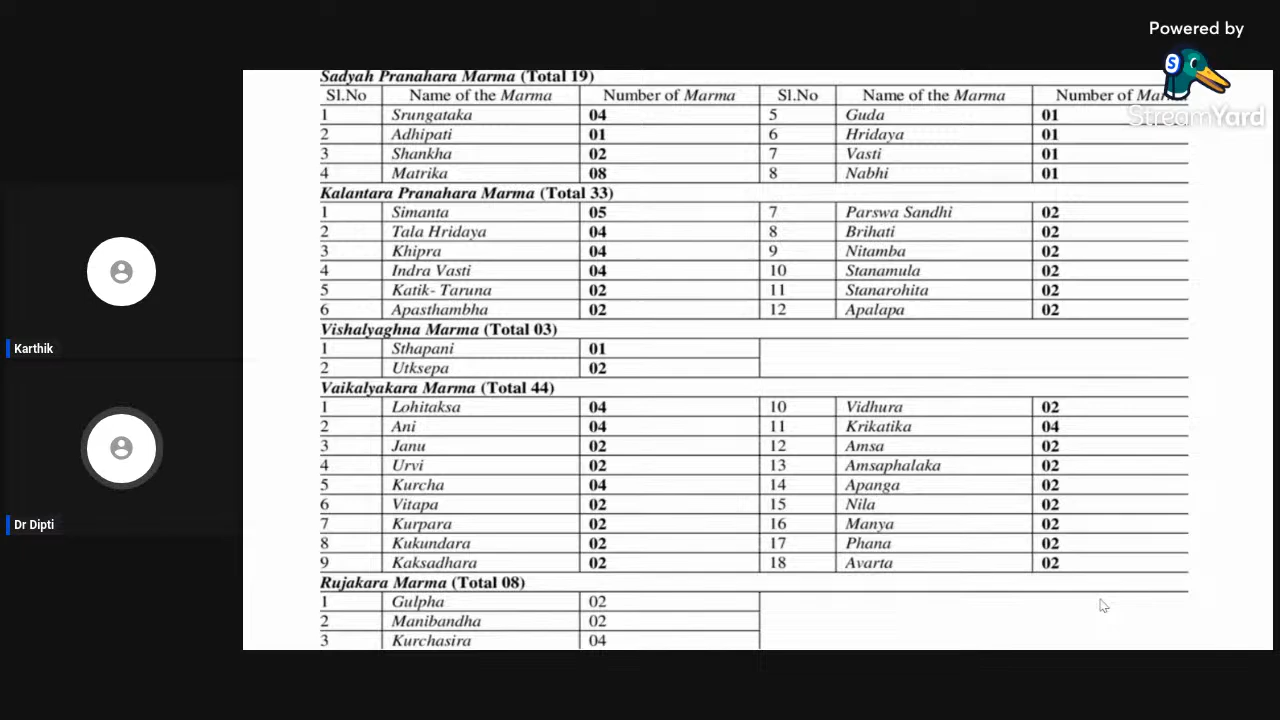 Powered by
StreamYard
Sadyah Pranahara Marma (Total 19)
Sl.No Name of the Marma Number of Marma Sl.No Name of the Marma Number of Marma
1 Srungataka 04 5 Guda 01
2 Adhipati 01 6 Hridaya 01
3 Shankha 02 7 Vasti 01
4 Matrika 08 8 Nabhi 01
Kalantara Pranahara Marma (Total 33)
1 Simanta 05 7 Parswa Sandhi 02
2 Tala Hridaya 04 8 Brihati 02
3 Khipra 04 9 Nitamba 02
4 Indra Vasti 04 10 Stanamula 02
5 Katik- Taruna 02 11 Stanarohita 02
6 Apasthambha 02 12 Apalapa 02
Vishalyaghna Marma (Total 03)
1 Sthapani 01
2 Utksepa 02
Vaikalyakara Marma (Total 44)
1 Lohitaksa 04 10 Vidhura 02
2 Ani 04 11 Krikatika 04
3 Janu 02 12 Amsa 02
4 Urvi 02 13 Amsaphalaka 02
5 Kurcha 04 14 Apanga 02
6 Vitapa 02 15 Nila 02
7 Kurpara 02 16 Manya 02
8 Kukundara 02 17 Phana 02
9 Kaksadhara 02 18 Avarta 02
Rujakara Marma (Total 08)
1 Gulpha 02
2 Manibandha 02
3 Kurchasira 04
Karthik
Dr Dipti